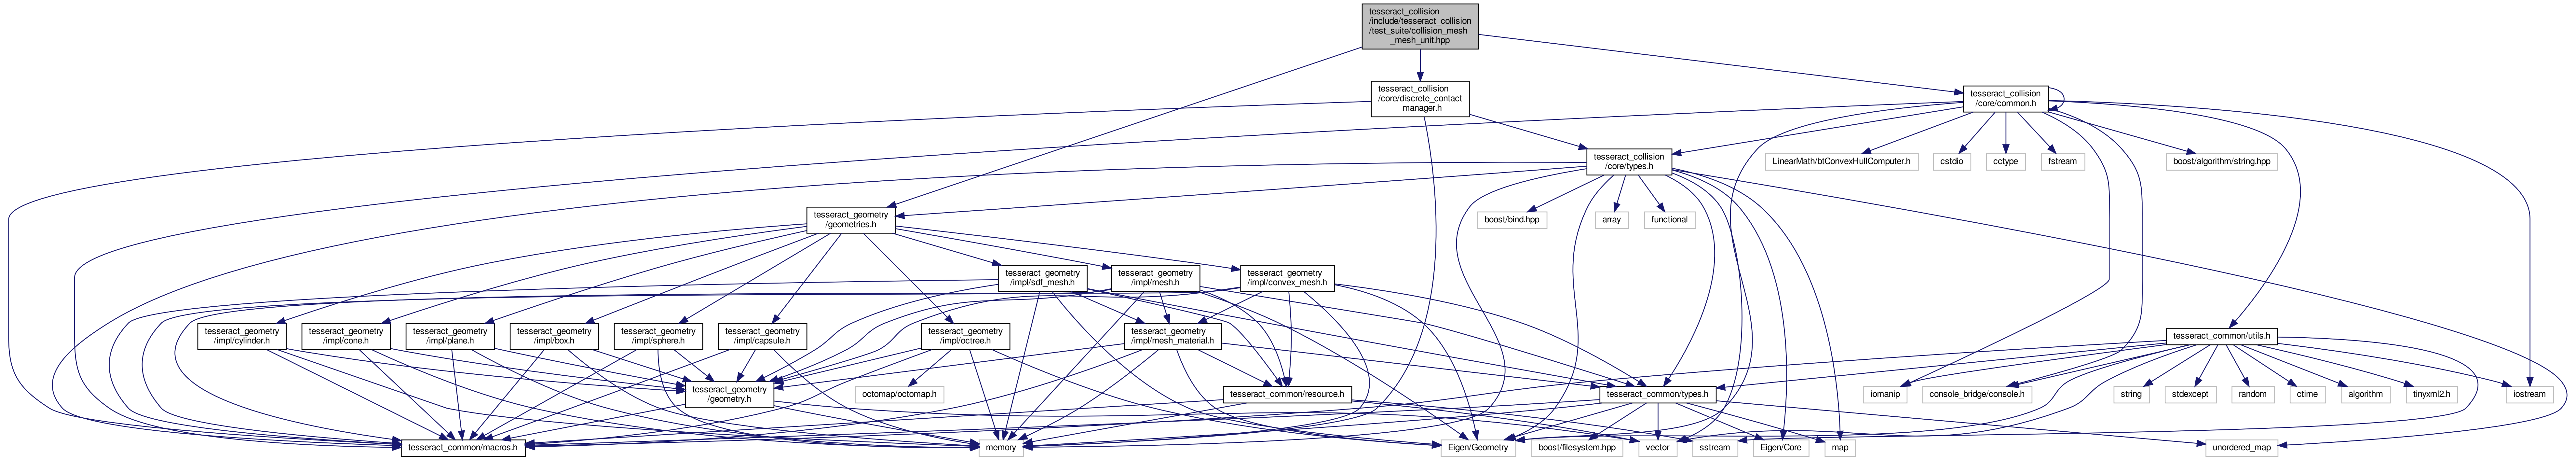 tesseract_collision
/include/tesseract_collision
/test_suite/collision_mesh
_mesh_unit.hpp
tesseract_collision
/core/discrete_contact
_manager.h
tesseract_collision
/core/common.h
tesseract_collision
/core/types.h
LinearMath/btConvexHullComputer.h
cstdio
cctype
fstream
boost/algorithm/string.hpp
tesseract_geometry
/geometries.h
boost/bind.hpp
array
functional
tesseract_geometry
/impl/sdf_mesh.h
tesseract_geometry
/impl/mesh.h
tesseract_geometry
/impl/convex_mesh.h
tesseract_geometry
/impl/cylinder.h
tesseract_geometry
/impl/cone.h
tesseract_geometry
/impl/plane.h
tesseract_geometry
/impl/box.h
tesseract_geometry
/impl/sphere.h
tesseract_geometry
/impl/capsule.h
tesseract_geometry
/impl/octree.h
tesseract_geometry
/impl/mesh_material.h
tesseract_common/utils.h
tesseract_geometry
/geometry.h
octomap/octomap.h
tesseract_common/resource.h
tesseract_common/types.h
iomanip
console_bridge/console.h
string
stdexcept
random
ctime
algorithm
tinyxml2.h
iostream
tesseract_common/macros.h
memory
Eigen/Geometry
boost/filesystem.hpp
vector
sstream
Eigen/Core
map
unordered_map